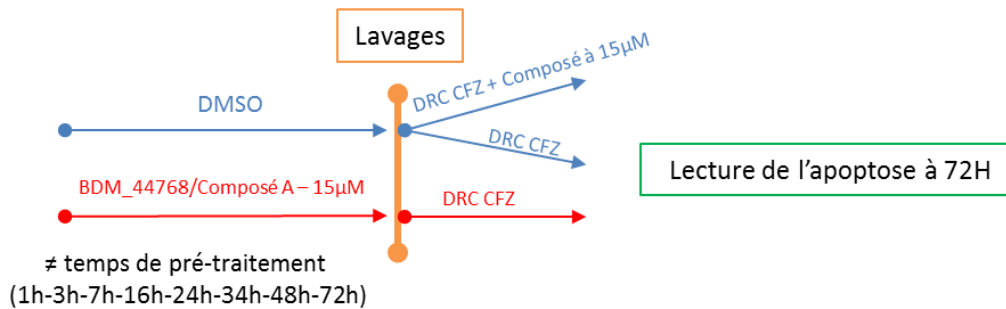 Lavages
DMSO
DRC CFZ + Composé à 15µM
DRC CFZ
Lecture de l’apoptose à 72H
BDM_44768/Composé A – 15µM
DRC CFZ
≠ temps de pré-traitement
(1h-3h-7h-16h-24h-34h-48h-72h)